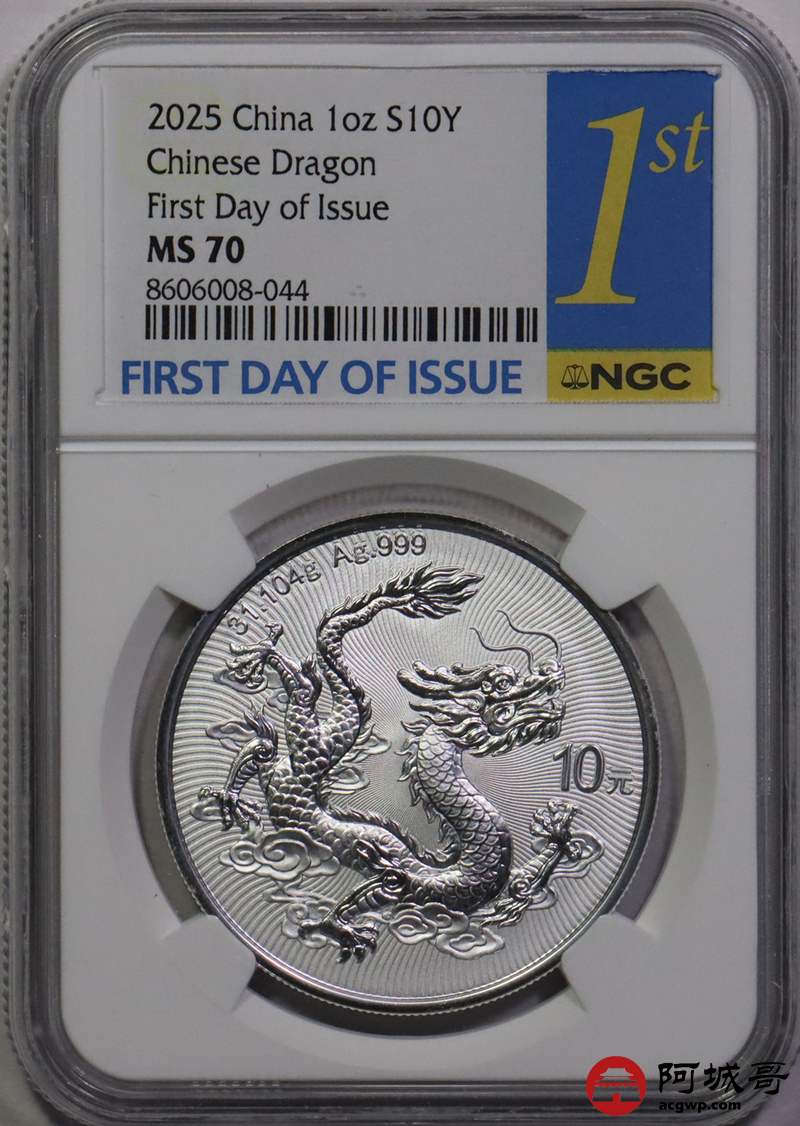 2025 China 1oz S10Y
Chinese Dragon
First Day of Issue
MS 70
8606008-044
FIRST DAY OF ISSUE
1st
NGC
31.104g Ag.999
10元
阿城哥
acgwp.com